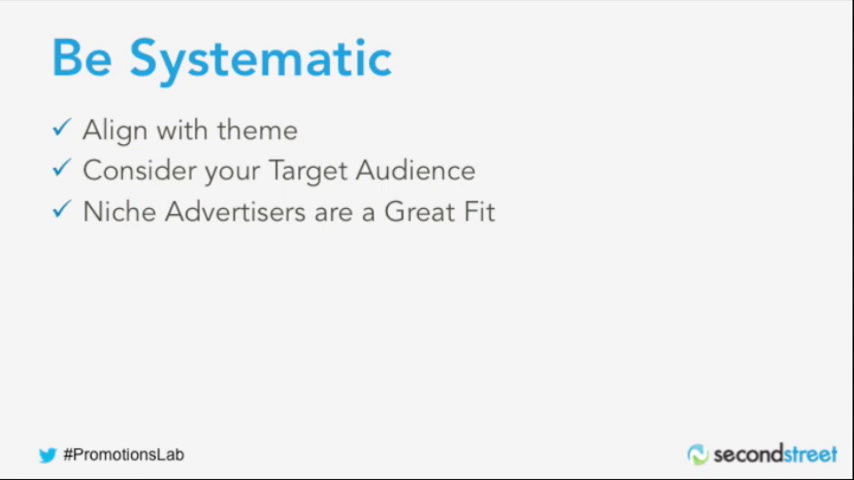 Be Systematic
✓ Align with theme
✓ Consider your Target Audience
✓ Niche Advertisers are a Great Fit
#PromotionsLab
secondstreet